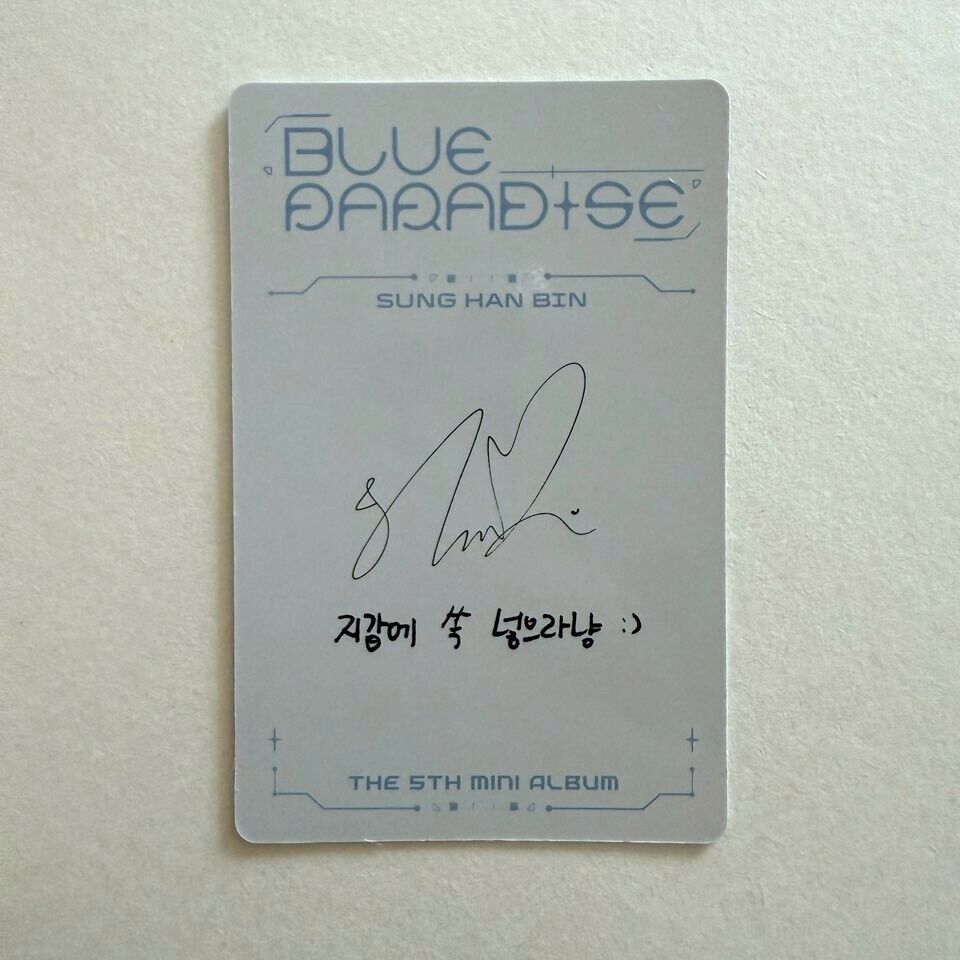 BLUE
PARADISE
SUNG HAN BIN
지갑에 쏙 넣으라냥 :)
THE 5TH MINI ALBUM